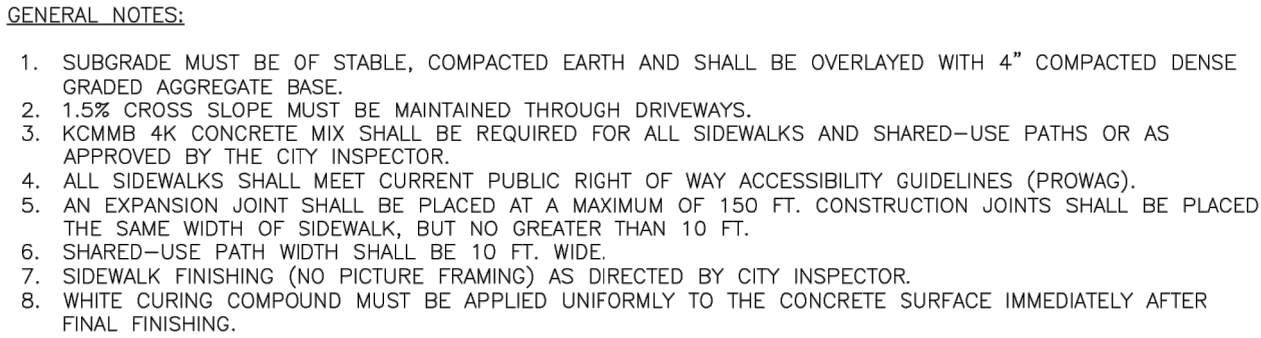 GENERAL NOTES:
1. SUBGRADE MUST BE OF STABLE, COMPACTED EARTH AND SHALL BE OVERLAYED WITH 4" COMPACTED DENSE
GRADED AGGREGATE BASE.
2. 1.5% CROSS SLOPE MUST BE MAINTAINED THROUGH DRIVEWAYS.
3. KCMMB 4K CONCRETE MIX SHALL BE REQUIRED FOR ALL SIDEWALKS AND SHARED-USE PATHS OR AS
APPROVED BY THE CITY INSPECTOR.
4. ALL SIDEWALKS SHALL MEET CURRENT PUBLIC RIGHT OF WAY ACCESSIBILITY GUIDELINES (PROWAG).
5. AN EXPANSION JOINT SHALL BE PLACED AT A MAXIMUM OF 150 FT. CONSTRUCTION JOINTS SHALL BE PLACED
THE SAME WIDTH OF SIDEWALK, BUT NO GREATER THAN 10 FT.
6. SHARED-USE PATH WIDTH SHALL BE 10 FT. WIDE.
7. SIDEWALK FINISHING (NO PICTURE FRAMING) AS DIRECTED BY CITY INSPECTOR.
8. WHITE CURING COMPOUND MUST BE APPLIED UNIFORMLY TO THE CONCRETE SURFACE IMMEDIATELY AFTER
FINAL FINISHING.